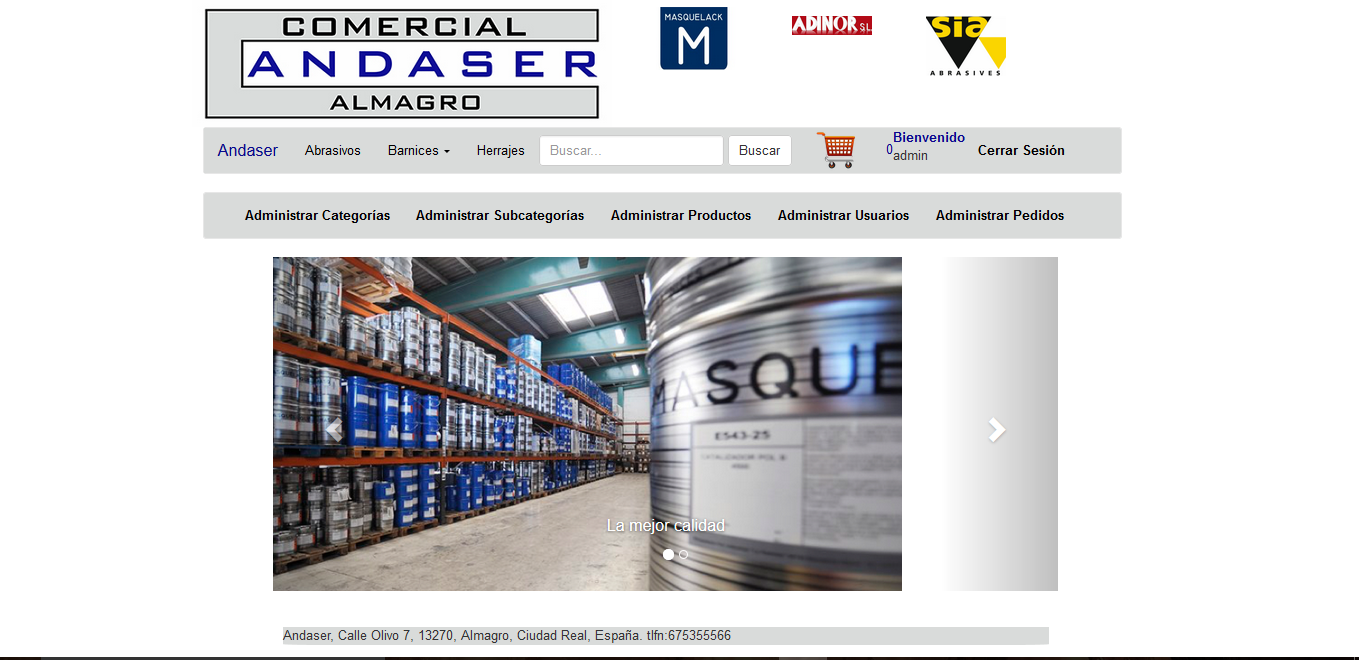 COMERCIAL
ANDASER
ALMAGRO
MASQUELACK
M
ADINOR SL
sia
ABRASIVES
Andaser Abrasivos Barnices Herrajes Buscar... Buscar 0 Bienvenido admin Cerrar Sesión
Administrar Categorías Administrar Subcategorías Administrar Productos Administrar Usuarios Administrar Pedidos
MASQUE
E543-25
CATALIZADOR POL B
La mejor calidad
Andaser, Calle Olivo 7, 13270, Almagro, Ciudad Real, España. tlfn:675355566